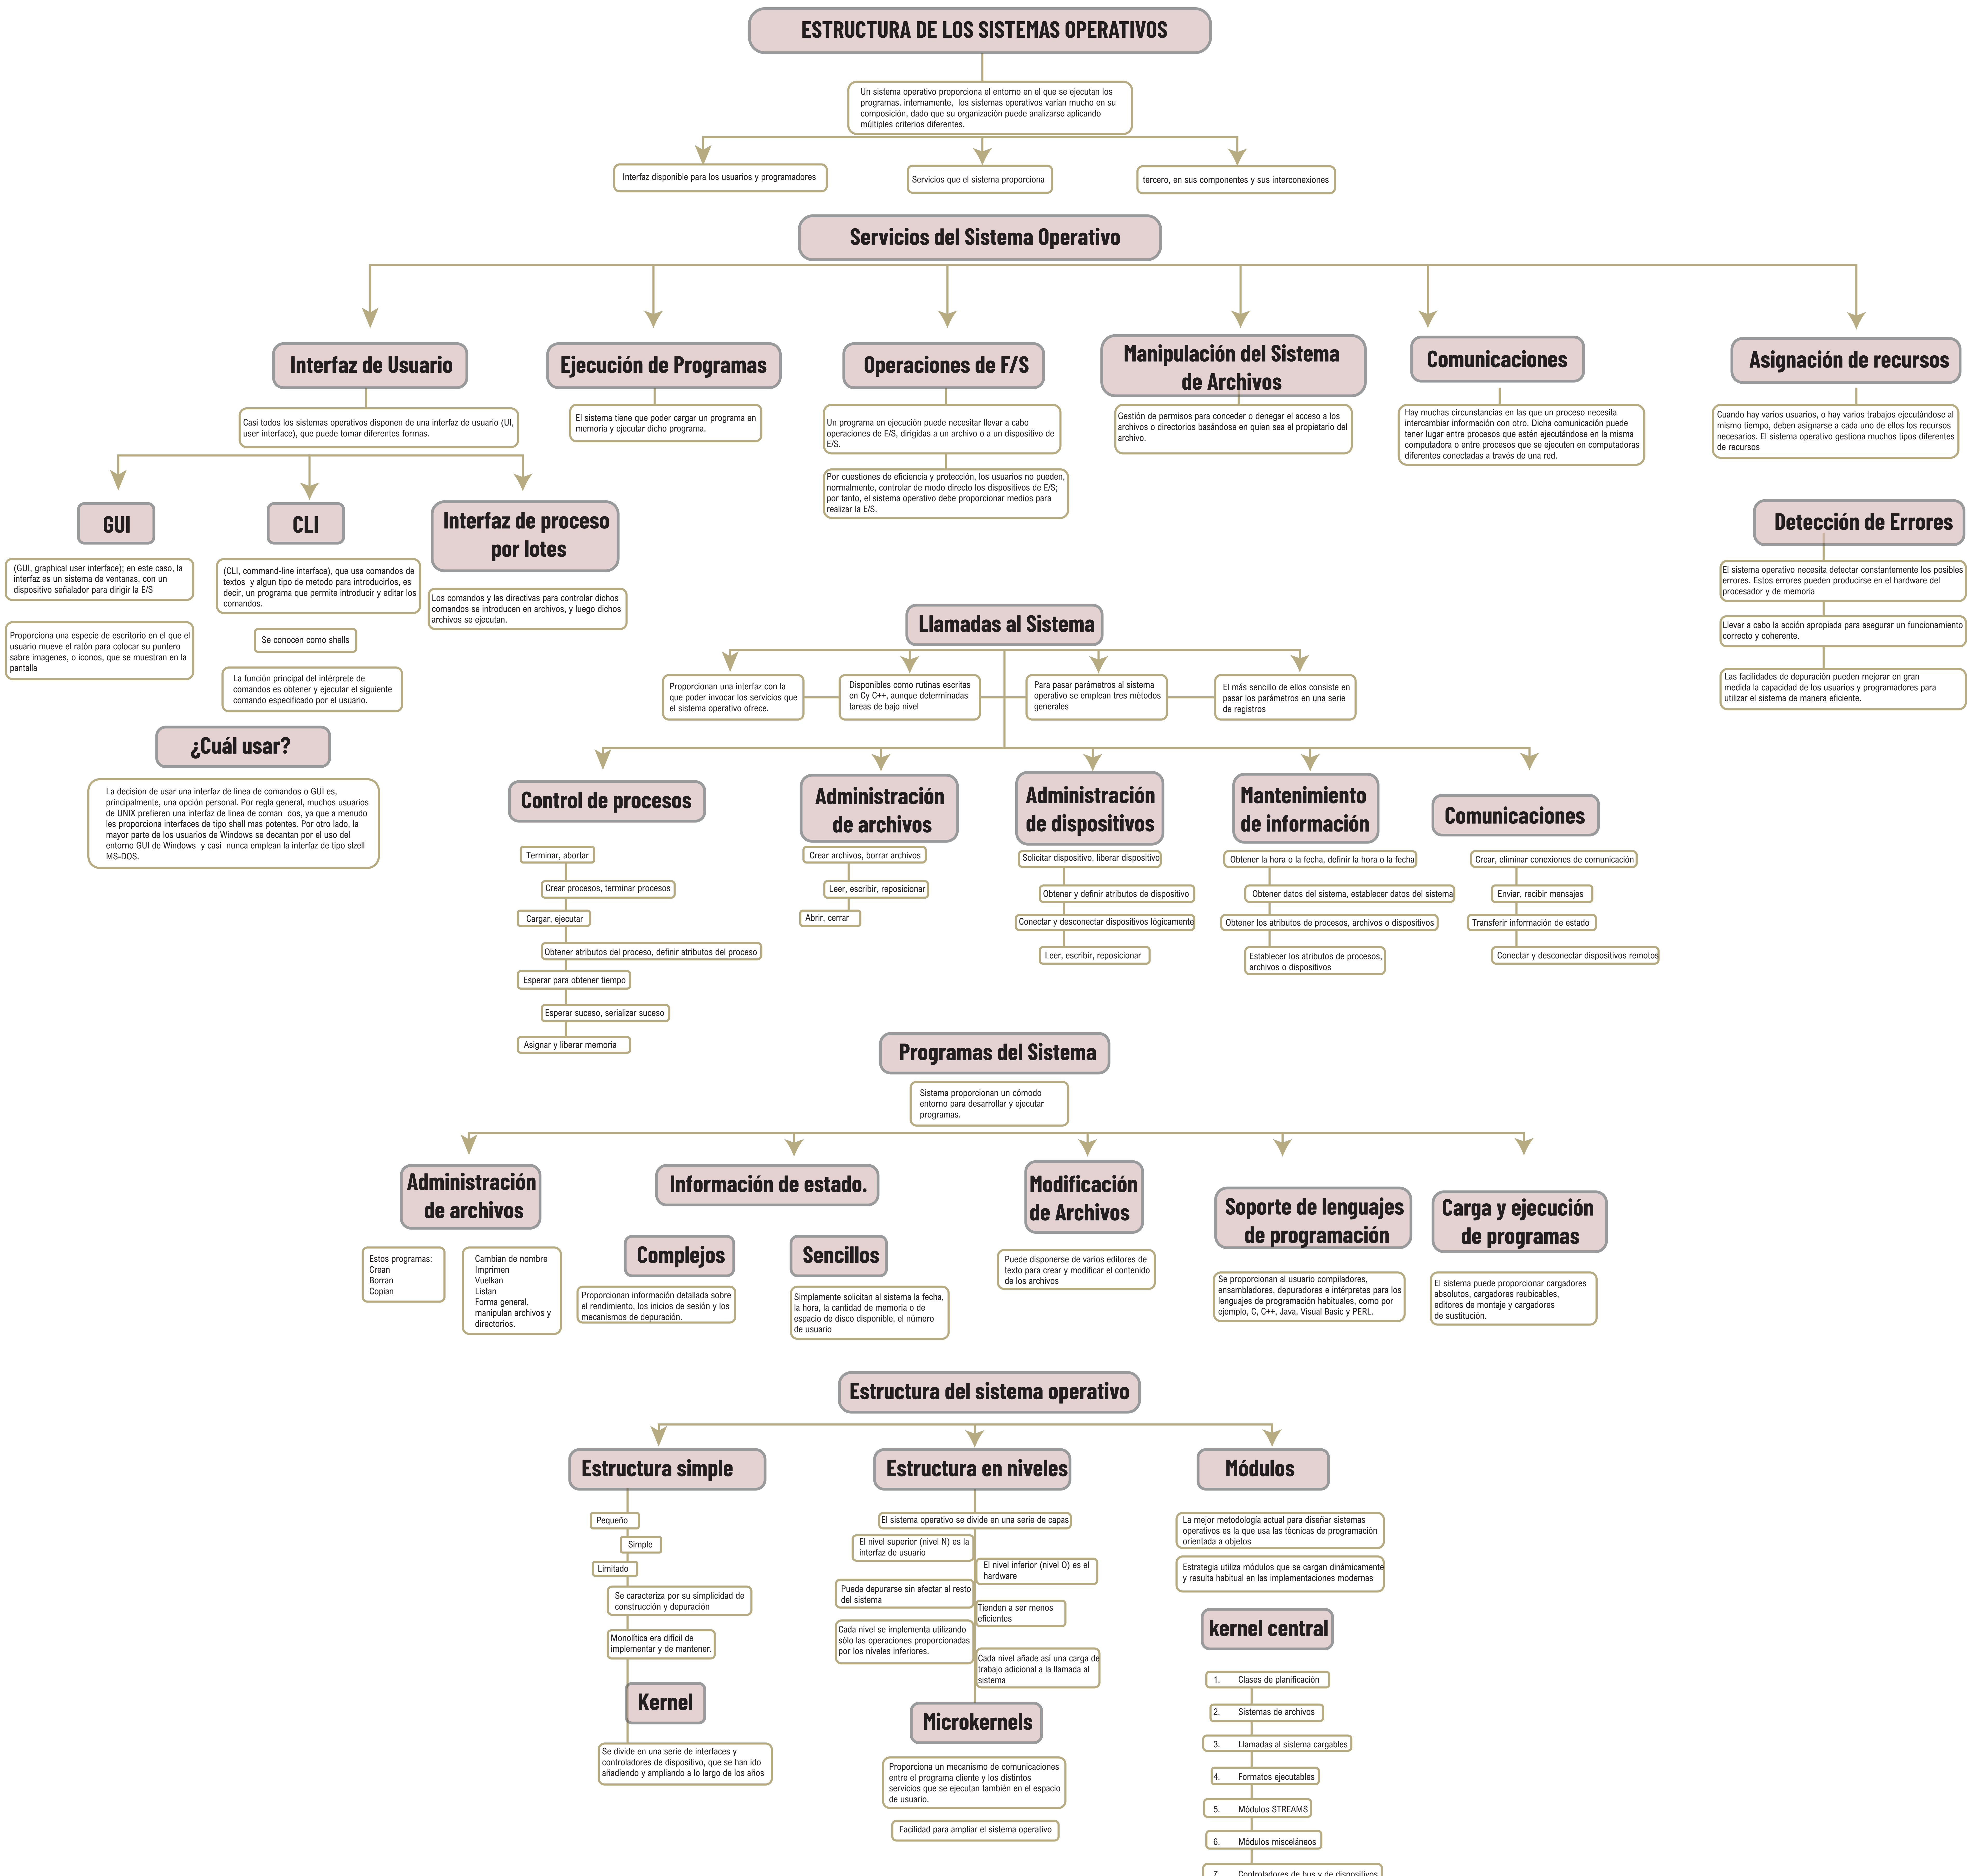 ESTRUCTURA DE LOS SISTEMAS OPERATIVOS
Un sistema operativo proporciona el entorno en el que se ejecutan los
programas. internamente, los sistemas operativos varían mucho en su
composición, dado que su organización puede analizarse aplicando
múltiples criterios diferentes.
Interfaz disponible para los usuarios y programadores
Servicios que el sistema proporciona
tercero, en sus componentes y sus interconexiones
Servicios del Sistema Operativo
Interfaz de Usuario
Casi todos los sistemas operativos disponen de una interfaz de usuario (UI,
user interface), que puede tomar diferentes formas.
Ejecución de Programas
El sistema tiene que poder cargar un programa en
memoria y ejecutar dicho programa.
Operaciones de F/S
Un programa en ejecución puede necesitar llevar a cabo
operaciones de E/S, dirigidas a un archivo o a un dispositivo de
E/S.
Por cuestiones de eficiencia y protección, los usuarios no pueden,
normalmente, controlar de modo directo los dispositivos de E/S;
por tanto, el sistema operativo debe proporcionar medios para
realizar la E/S.
Manipulación del Sistema
de Archivos
Gestión de permisos para conceder o denegar el acceso a los
archivos o directorios basándose en quien sea el propietario del
archivo.
Comunicaciones
Hay muchas circunstancias en las que un proceso necesita
intercambiar información con otro. Dicha comunicación puede
tener lugar entre procesos que estén ejecutándose en la misma
computadora o entre procesos que se ejecuten en computadoras
diferentes conectadas a través de una red.
Asignación de recursos
Cuando hay varios usuarios, o hay varios trabajos ejecutándose al
mismo tiempo, deben asignarse a cada uno de ellos los recursos
necesarios. El sistema operativo gestiona muchos tipos diferentes
de recursos
GUI
(GUI, graphical user interface); en este caso, la
interfaz es un sistema de ventanas, con un
dispositivo señalador para dirigir la E/S
Proporciona una especie de escritorio en el que el
usuario mueve el ratón para colocar su puntero
sabre imagenes, o iconos, que se muestran en la
pantalla
CLI
(CLI, command-line interface), que usa comandos de
textos y algun tipo de metodo para introducirlos, es
decir, un programa que permite introducir y editar los
comandos.
Se conocen como shells
La función principal del intérprete de
comandos es obtener y ejecutar el siguiente
comando especificado por el usuario.
Interfaz de proceso
por lotes
Los comandos y las directivas para controlar dichos
comandos se introducen en archivos, y luego dichos
archivos se ejecutan.
Detección de Errores
El sistema operativo necesita detectar constantemente los posibles
errores. Estos errores pueden producirse en el hardware del
procesador y de memoria
Llevar a cabo la acción apropiada para asegurar un funcionamiento
correcto y coherente.
Las facilidades de depuración pueden mejorar en gran
medida la capacidad de los usuarios y programadores para
utilizar el sistema de manera eficiente.
¿Cuál usar?
La decision de usar una interfaz de linea de comandos o GUI es,
principalmente, una opción personal. Por regla general, muchos usuarios
de UNIX prefieren una interfaz de linea de coman dos, ya que a menudo
les proporciona interfaces de tipo shell mas potentes. Por otro lado, la
mayor parte de los usuarios de Windows se decantan por el uso del
entorno GUI de Windows y casi nunca emplean la interfaz de tipo slzell
MS-DOS.
Llamadas al Sistema
Proporcionan una interfaz con la
que poder invocar los servicios que
el sistema operativo ofrece.
Disponibles como rutinas escritas
en Cy C++, aunque determinadas
tareas de bajo nivel
Para pasar parámetros al sistema
operativo se emplean tres métodos
generales
El más sencillo de ellos consiste en
pasar los parámetros en una serie
de registros
Control de procesos
Terminar, abortar
Crear procesos, terminar procesos
Cargar, ejecutar
Obtener atributos del proceso, definir atributos del proceso
Esperar para obtener tiempo
Esperar suceso, serializar suceso
Asignar y liberar memoria
Administración
de archivos
Crear archivos, borrar archivos
Leer, escribir, reposicionar
Abrir, cerrar
Administración
de dispositivos
Solicitar dispositivo, liberar dispositivo
Obtener y definir atributos de dispositivo
Conectar y desconectar dispositivos lógicamente
Leer, escribir, reposicionar
Mantenimiento
de información
Obtener la hora o la fecha, definir la hora o la fecha
Obtener datos del sistema, establecer datos del sistema
Obtener los atributos de procesos, archivos o dispositivos
Establecer los atributos de procesos,
archivos o dispositivos
Comunicaciones
Crear, eliminar conexiones de comunicación
Enviar, recibir mensajes
Transferir información de estado
Conectar y desconectar dispositivos remotos
Programas del Sistema
Sistema proporcionan un cómodo
entorno para desarrollar y ejecutar
programas.
Administración
de archivos
Estos programas:
Crean
Borran
Copian
Cambian de nombre
Imprimen
Vuelkan
Listan
Forma general,
manipulan archivos y
directorios.
Información de estado.
Complejos
Proporcionan información detallada sobre
el rendimiento, los inicios de sesión y los
mecanismos de depuración.
Sencillos
Simplemente solicitan al sistema la fecha,
la hora, la cantidad de memoria o de
espacio de disco disponible, el número
de usuario
Modificación
de Archivos
Puede disponerse de varios editores de
texto para crear y modificar el contenido
de los archivos
Soporte de lenguajes
de programación
Se proporcionan al usuario compiladores,
ensambladores, depuradores e intérpretes para los
lenguajes de programación habituales, como por
ejemplo, C, C++, Java, Visual Basic y PERL.
Carga y ejecución
de programas
El sistema puede proporcionar cargadores
absolutos, cargadores reubicables,
editores de montaje y cargadores
de sustitución.
Estructura del sistema operativo
Estructura simple
Pequeño
Simple
Limitado
Se caracteriza por su simplicidad de
construcción y depuración
Monolítica era difícil de
implementar y de mantener.
Kernel
Se divide en una serie de interfaces y
controladores de dispositivo, que se han ido
añadiendo y ampliando a lo largo de los años
Estructura en niveles
El sistema operativo se divide en una serie de capas
El nivel superior (nivel N) es la
interfaz de usuario
El nivel inferior (nivel O) es el
hardware
Puede depurarse sin afectar al resto
del sistema
Tienden a ser menos
eficientes
Cada nivel se implementa utilizando
sólo las operaciones proporcionadas
por los niveles inferiores.
Cada nivel añade así una carga de
trabajo adicional a la llamada al
sistema
Microkernels
Proporciona un mecanismo de comunicaciones
entre el programa cliente y los distintos
servicios que se ejecutan también en el espacio
de usuario.
Facilidad para ampliar el sistema operativo
Módulos
La mejor metodología actual para diseñar sistemas
operativos es la que usa las técnicas de programación
orientada a objetos
Estrategia utiliza módulos que se cargan dinámicamente
y resulta habitual en las implementaciones modernas
kernel central
1. Clases de planificación
2. Sistemas de archivos
3. Llamadas al sistema cargables
4. Formatos ejecutables
5. Módulos STREAMS
6. Módulos misceláneos
7. Controladores de bus y de dispositivos